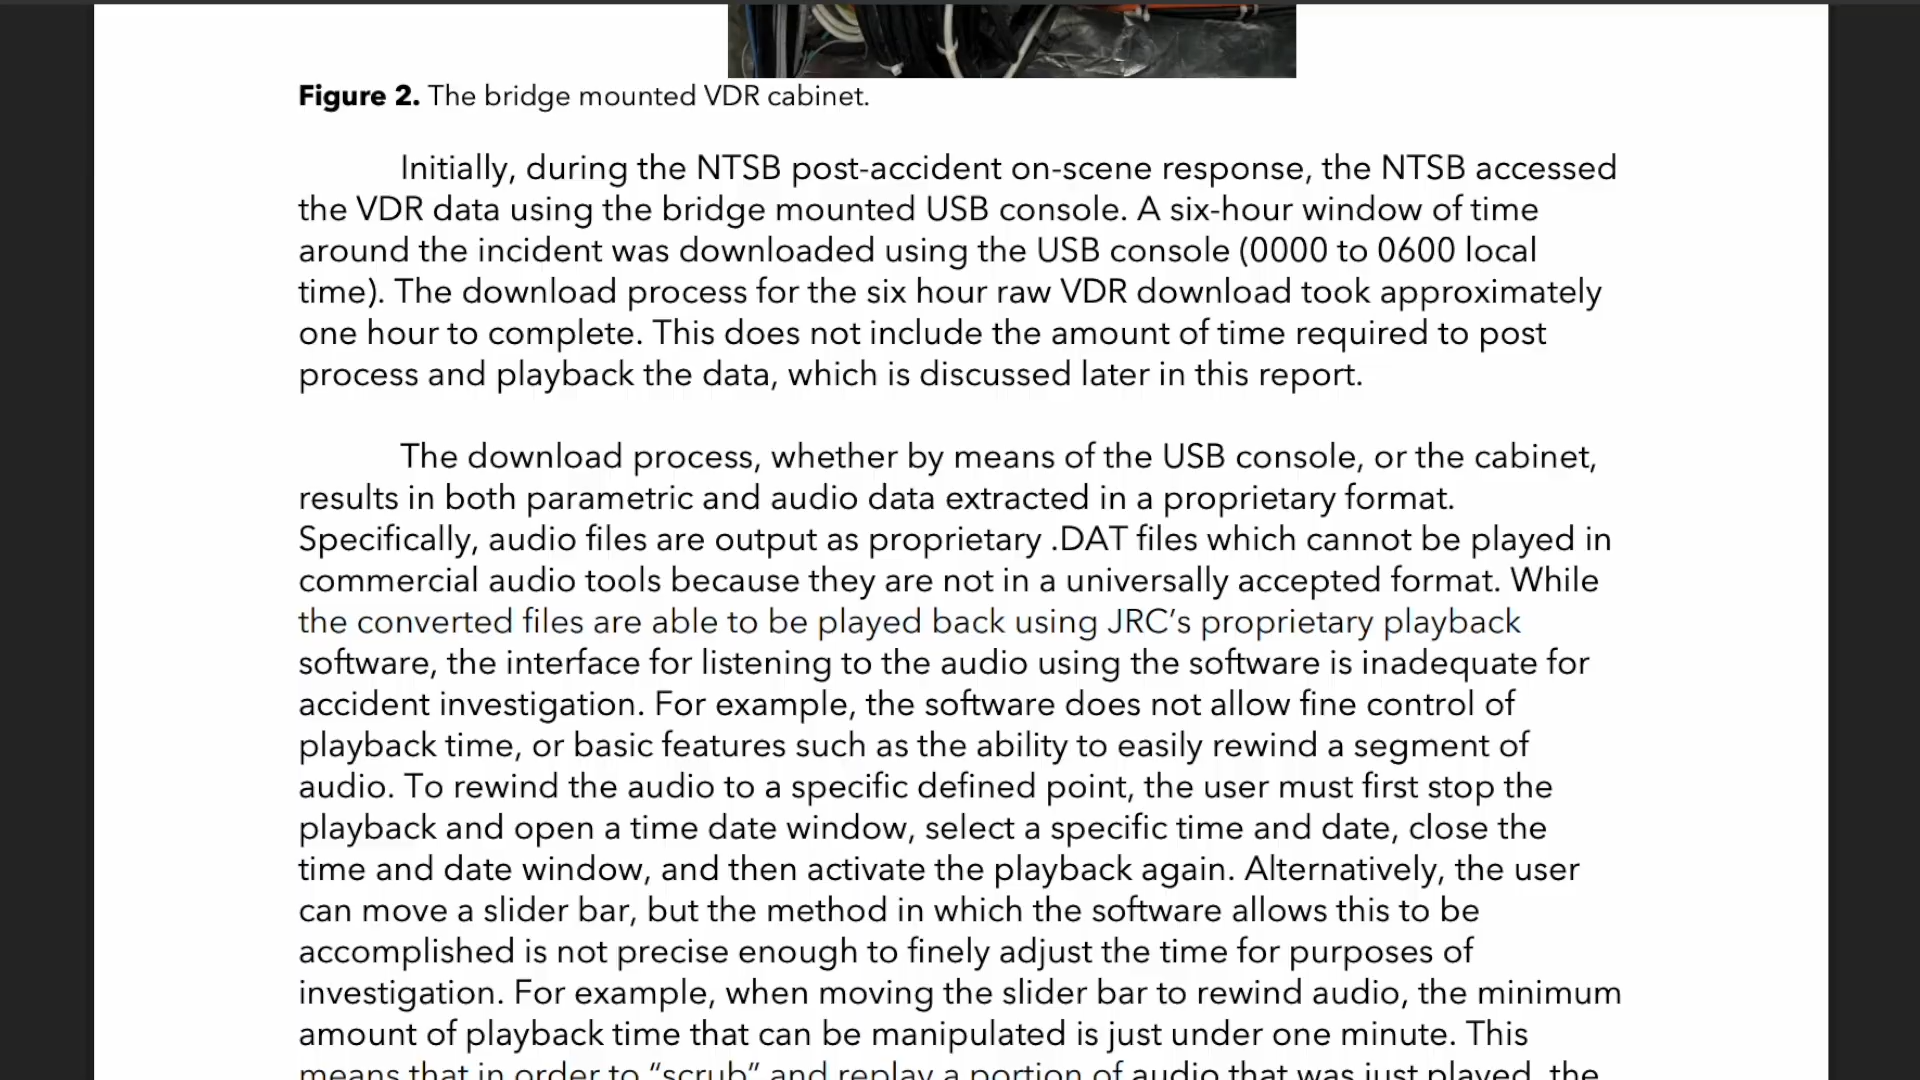 Figure 2. The bridge mounted VDR cabinet.
Initially, during the NTSB post-accident on-scene response, the NTSB accessed
the VDR data using the bridge mounted USB console. A six-hour window of time
around the incident was downloaded using the USB console (0000 to 0600 local
time). The download process for the six hour raw VDR download took approximately
one hour to complete. This does not include the amount of time required to post
process and playback the data, which is discussed later in this report.
The download process, whether by means of the USB console, or the cabinet,
results in both parametric and audio data extracted in a proprietary format.
Specifically, audio files are output as proprietary .DAT files which cannot be played in
commercial audio tools because they are not in a universally accepted format. While
the converted files are able to be played back using JRC’s proprietary playback
software, the interface for listening to the audio using the software is inadequate for
accident investigation. For example, the software does not allow fine control of
playback time, or basic features such as the ability to easily rewind a segment of
audio. To rewind the audio to a specific defined point, the user must first stop the
playback and open a time date window, select a specific time and date, close the
time and date window, and then activate the playback again. Alternatively, the user
can move a slider bar, but the method in which the software allows this to be
accomplished is not precise enough to finely adjust the time for purposes of
investigation. For example, when moving the slider bar to rewind audio, the minimum
amount of playback time that can be manipulated is just under one minute. This
means that in order to “scrub” and replay a portion of audio that was just played, the